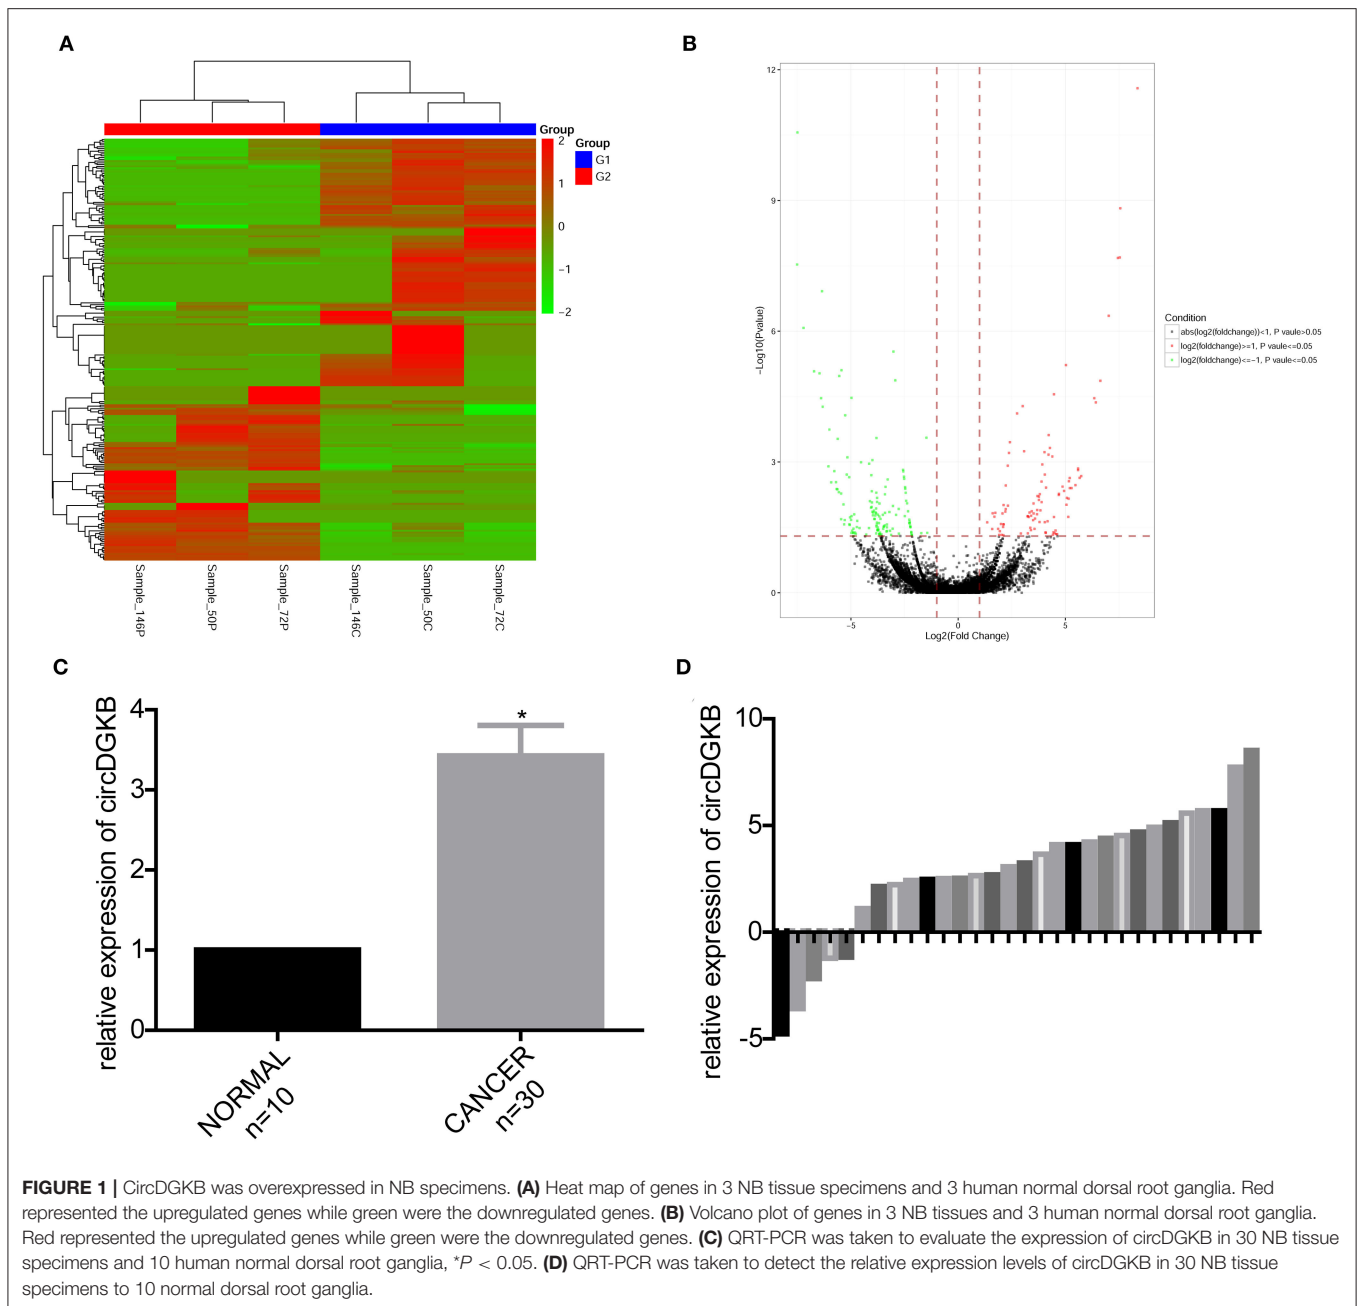 A
Group
2
1
0
−1
−2
Group
G1
G2
Sample_146P
Sample_50P
Sample_72P
Sample_146C
Sample_50C
Sample_72C
B
12
9
6
3
0
−Log10(Pvalue)
−5
0
5
Log2(Fold Change)
Condition
abs(log2(foldchange))<1, P vaule>0.05
log2(foldchange)>=1, P vaule<=0.05
log2(foldchange)<=−1, P vaule<=0.05
C
relative expression of circDGKB
4
3
2
1
0
*
NORMAL
n=10
CANCER
n=30
D
relative expression of circDGKB
10
5
0
-5
FIGURE 1 | CircDGKB was overexpressed in NB specimens. (A) Heat map of genes in 3 NB tissue specimens and 3 human normal dorsal root ganglia. Red
represented the upregulated genes while green were the downregulated genes. (B) Volcano plot of genes in 3 NB tissues and 3 human normal dorsal root ganglia.
Red represented the upregulated genes while green were the downregulated genes. (C) QRT-PCR was taken to evaluate the expression of circDGKB in 30 NB tissue
specimens and 10 human normal dorsal root ganglia, *P < 0.05. (D) QRT-PCR was taken to detect the relative expression levels of circDGKB in 30 NB tissue
specimens to 10 normal dorsal root ganglia.